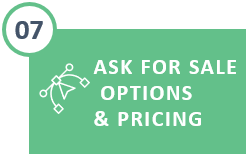 07
ASK FOR SALE
OPTIONS
& PRICING